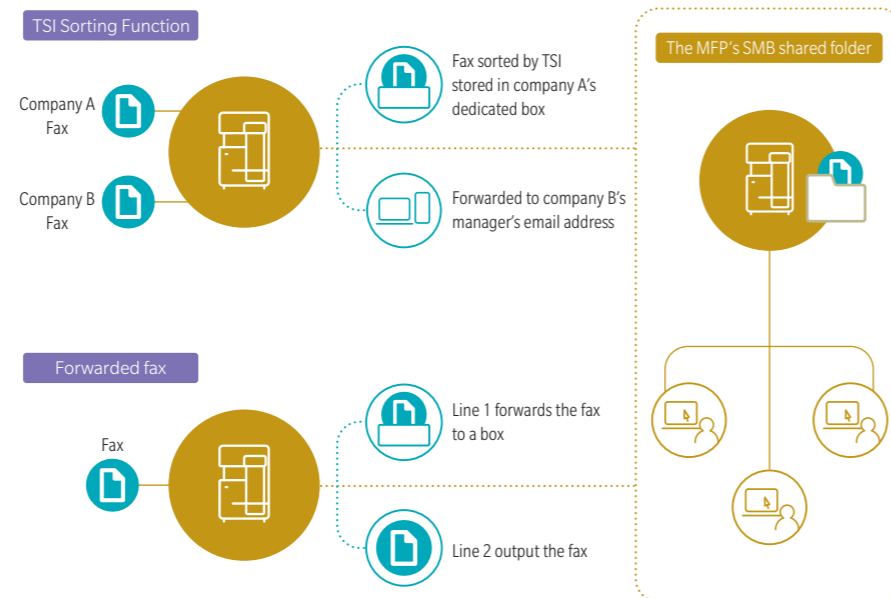 TSI Sorting Function
Company A
Fax
Company B
Fax
Fax sorted by TSI
stored in company A's
dedicated box
Forwarded to company B's
manager's email address
The MFP's SMB shared folder
Forwarded fax
Fax
Line 1 forwards the fax
to a box
Line 2 output the fax